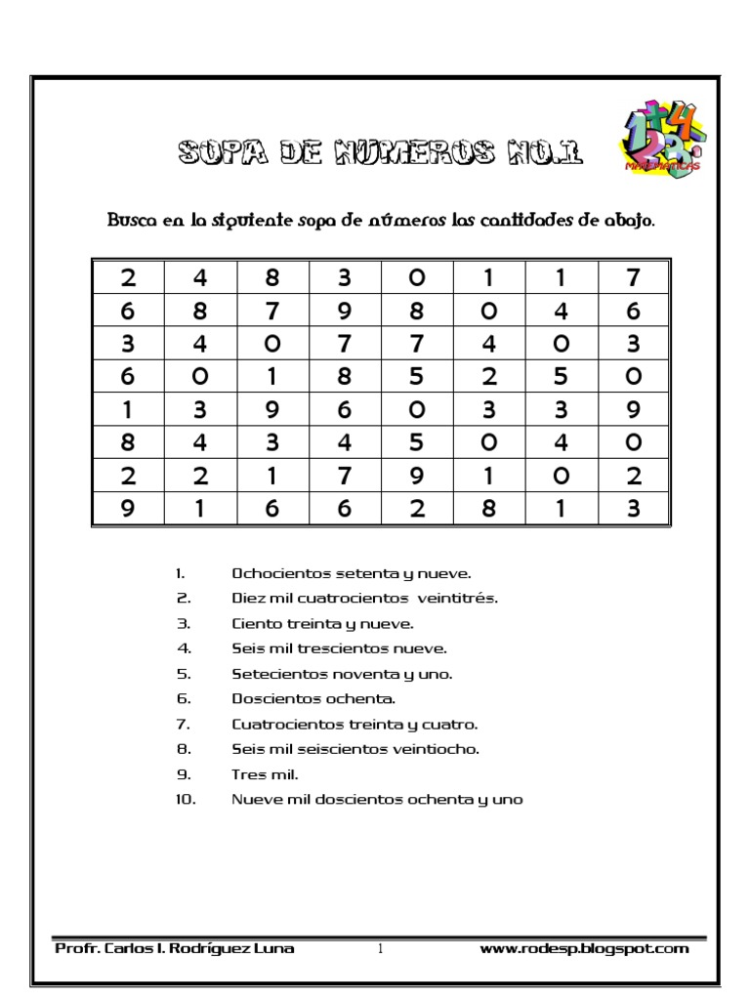 SOPA DE NÚMEROS NO.1
MATEMATICAS
Busca en la siguiente sopa de números las cantidades de abajo.
2 4 8 3 0 1 1 7
6 8 7 9 8 0 4 6
3 4 0 7 7 4 0 3
6 0 1 8 5 2 5 0
1 3 9 6 0 3 3 9
8 4 3 4 5 0 4 0
2 2 1 7 9 1 0 2
9 1 6 6 2 8 1 3
1. Ochocientos setenta y nueve.
2. Diez mil cuatrocientos veintitrés.
3. Ciento treinta y nueve.
4. Seis mil trescientos nueve.
5. Setecientos noventa y uno.
6. Doscientos ochenta.
7. Cuatrocientos treinta y cuatro.
8. Seis mil seiscientos veintiocho.
9. Tres mil.
10. Nueve mil doscientos ochenta y uno
Profr. Carlos I. Rodríguez Luna 1 www.rodesp.blogspot.com